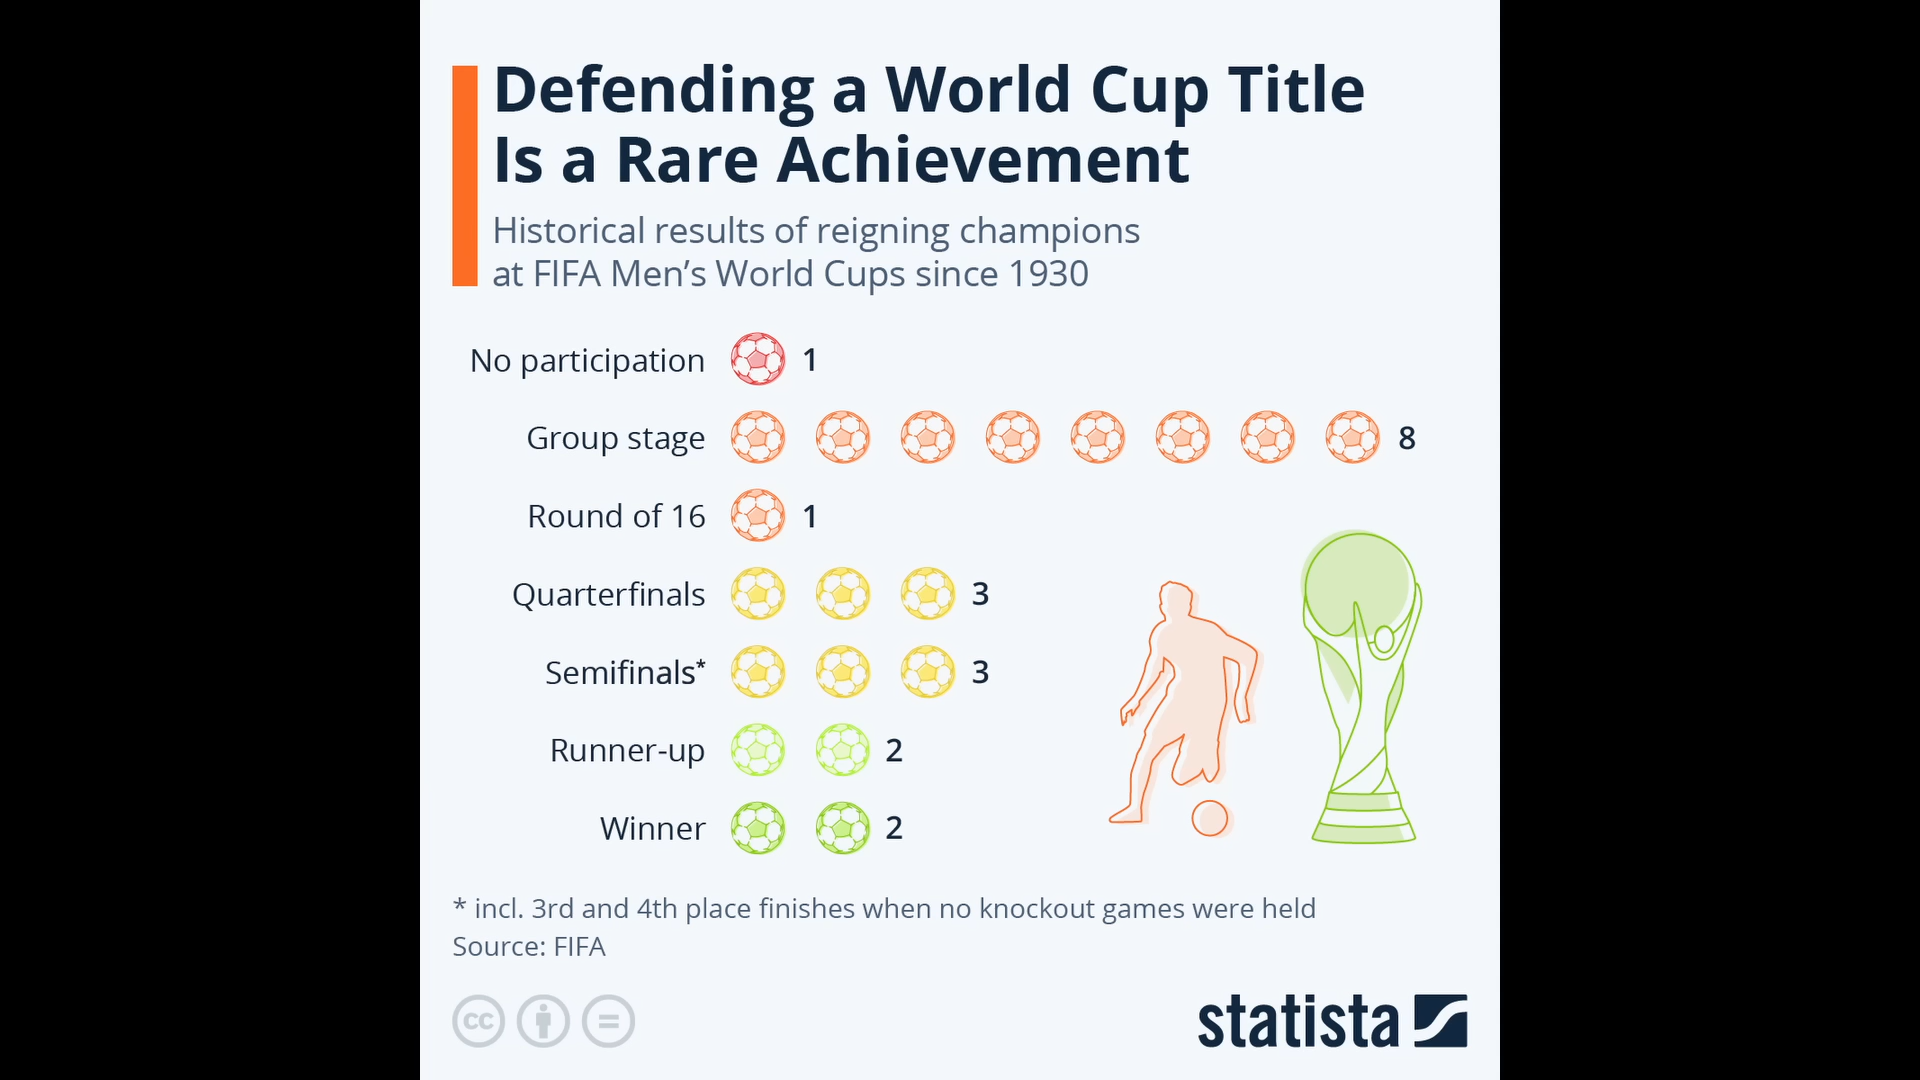 Defending a World Cup Title
Is a Rare Achievement
Historical results of reigning champions
at FIFA Men’s World Cups since 1930
No participation 1
Group stage 8
Round of 16 1
Quarterfinals 3
Semifinals* 3
Runner-up 2
Winner 2
* incl. 3rd and 4th place finishes when no knockout games were held
Source: FIFA
cc
=
statista